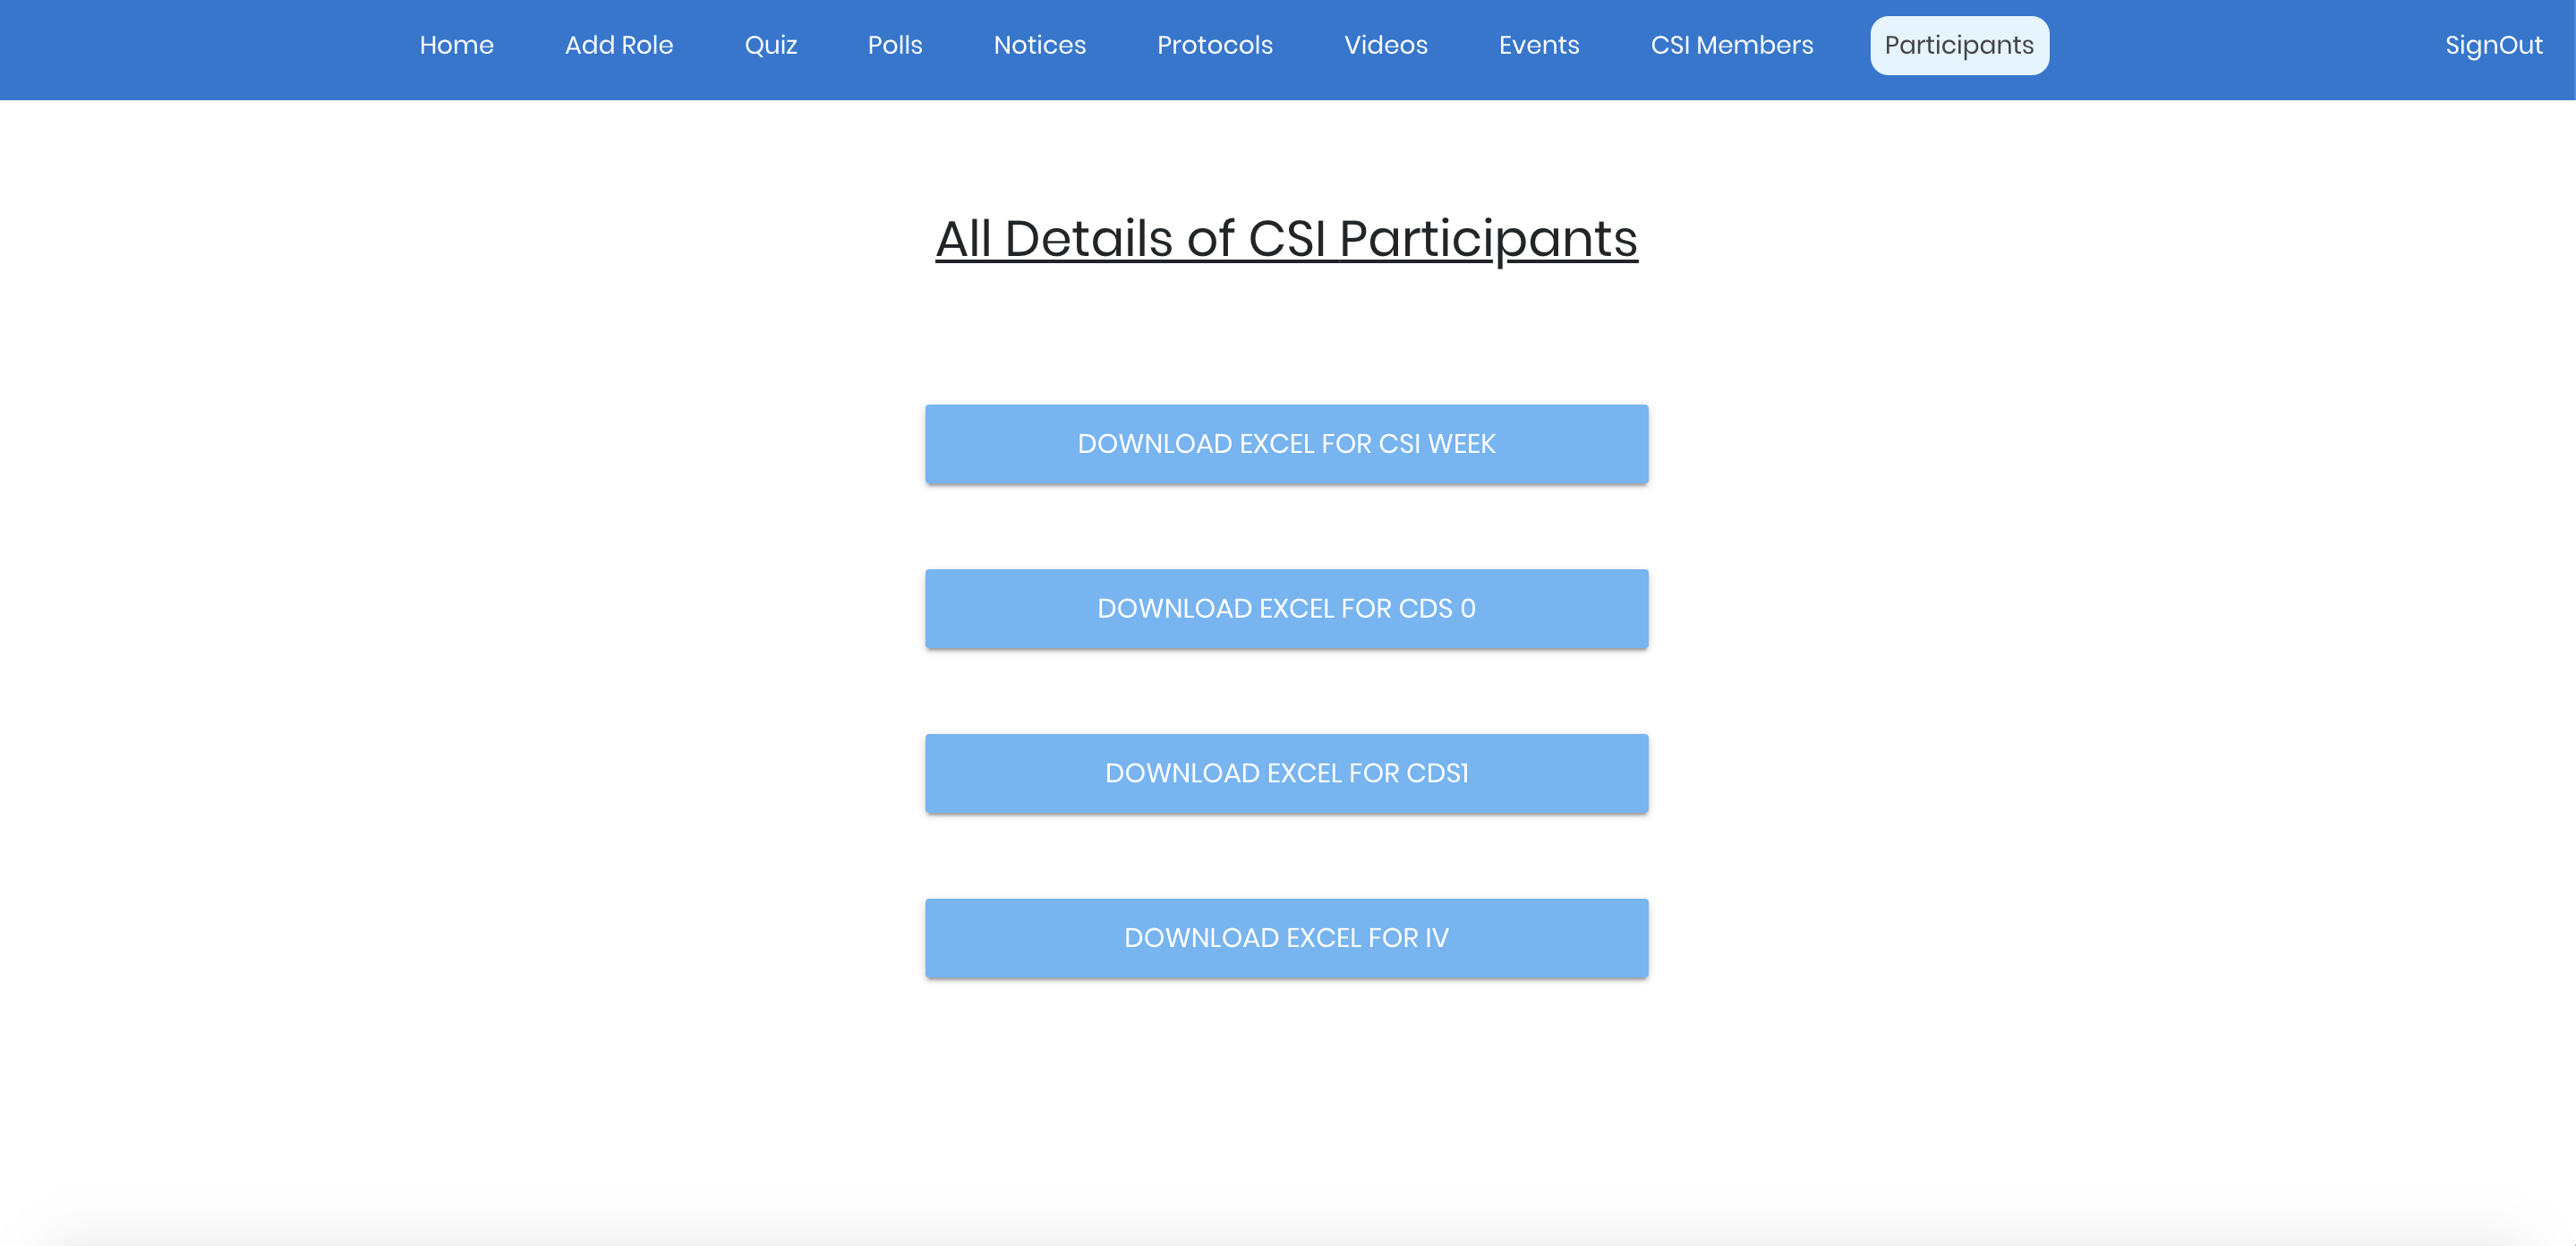 Home Add Role Quiz Polls Notices Protocols Videos Events CSI Members Participants SignOut
All Details of CSI Participants
DOWNLOAD EXCEL FOR CSI WEEK
DOWNLOAD EXCEL FOR CDS 0
DOWNLOAD EXCEL FOR CDS1
DOWNLOAD EXCEL FOR IV